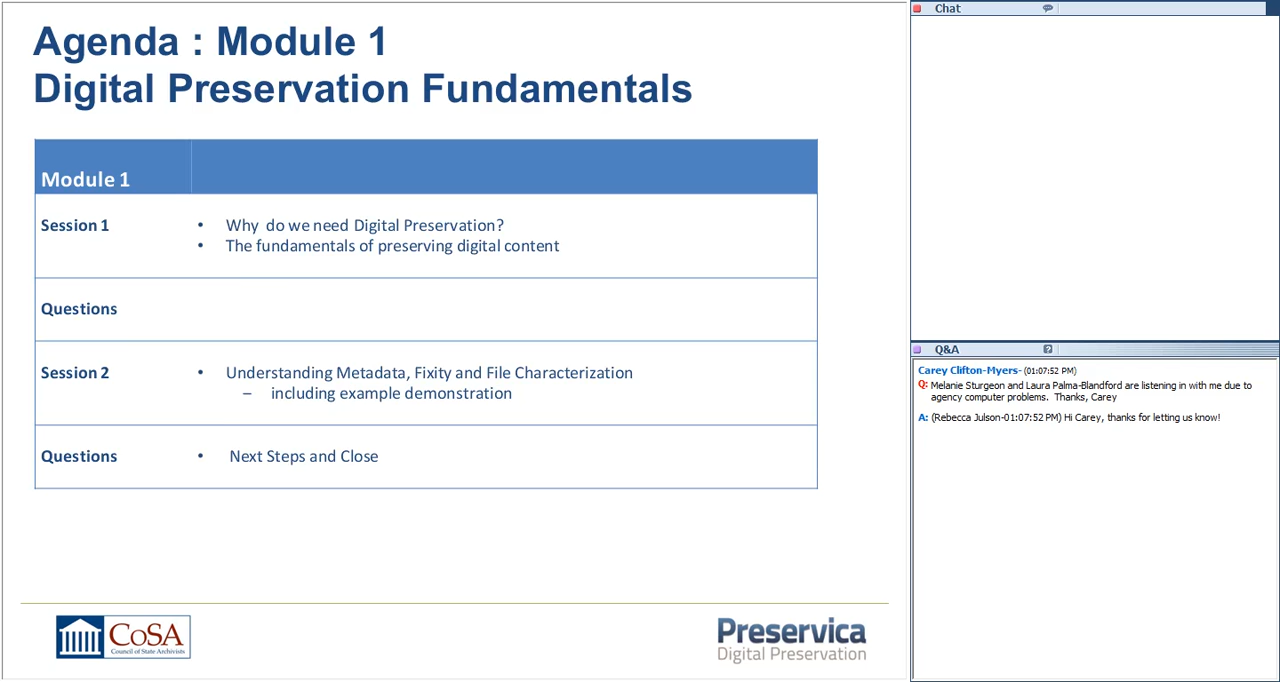 Agenda : Module 1
Digital Preservation Fundamentals
Module 1
Session 1
• Why do we need Digital Preservation?
• The fundamentals of preserving digital content
Questions
Session 2
• Understanding Metadata, Fixity and File Characterization
– including example demonstration
Questions
• Next Steps and Close
CoSA
Council of State Archivists
Preservica
Digital Preservation
Chat
Q&A
Carey Clifton-Myers- (01:07:52 PM)
Q: Melanie Sturgeon and Laura Palma-Blandford are listening in with me due to
agency computer problems. Thanks, Carey
A: (Rebecca Julson-01:07:52 PM) Hi Carey, thanks for letting us know!